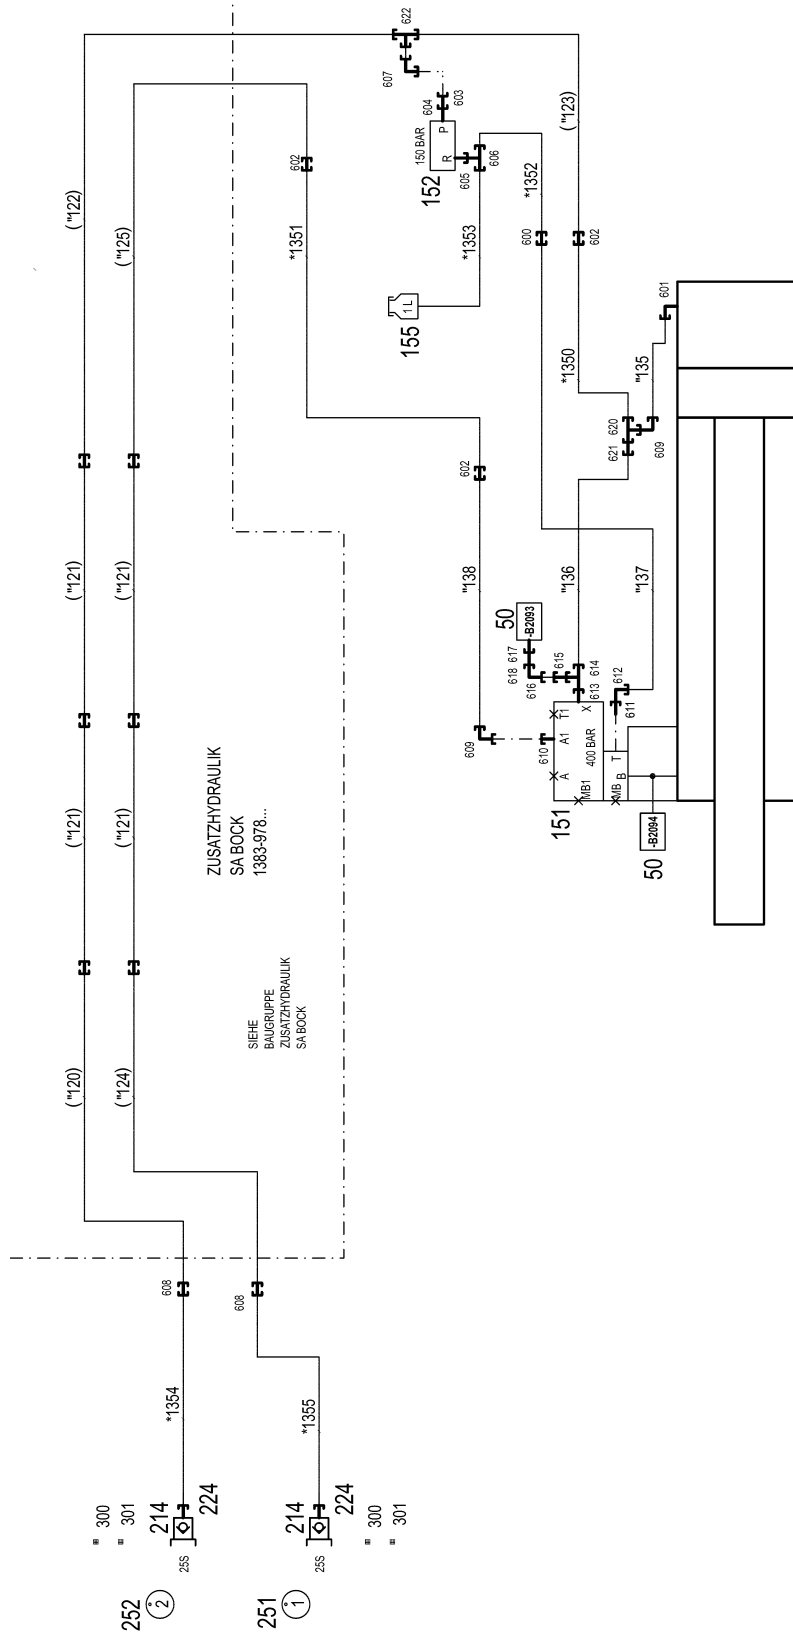 622
607
603
604
150 BAR
P
R
152
605
606
("123)
*1352
*1353
600
602
602
("122)
("125)
*1351
1 L
155
601
*1350
"135
620
621
609
602
"138
"136
"137
("121)
("121)
50
-B2093
617
618
616
615
614
613
612
611
609
610
T1
A1
A
X
400 BAR
MB1
MB
B
T
151
-B2094
50
ZUSATZHYDRAULIK
SA BOCK
1383-978...
("121)
("121)
SIEHE
BAUGRUPPE
ZUSATZHYDRAULIK
SA BOCK
("120)
("124)
608
608
*1354
*1355
300
301
214
224
25S
252
2
214
224
25S
300
301
251
1